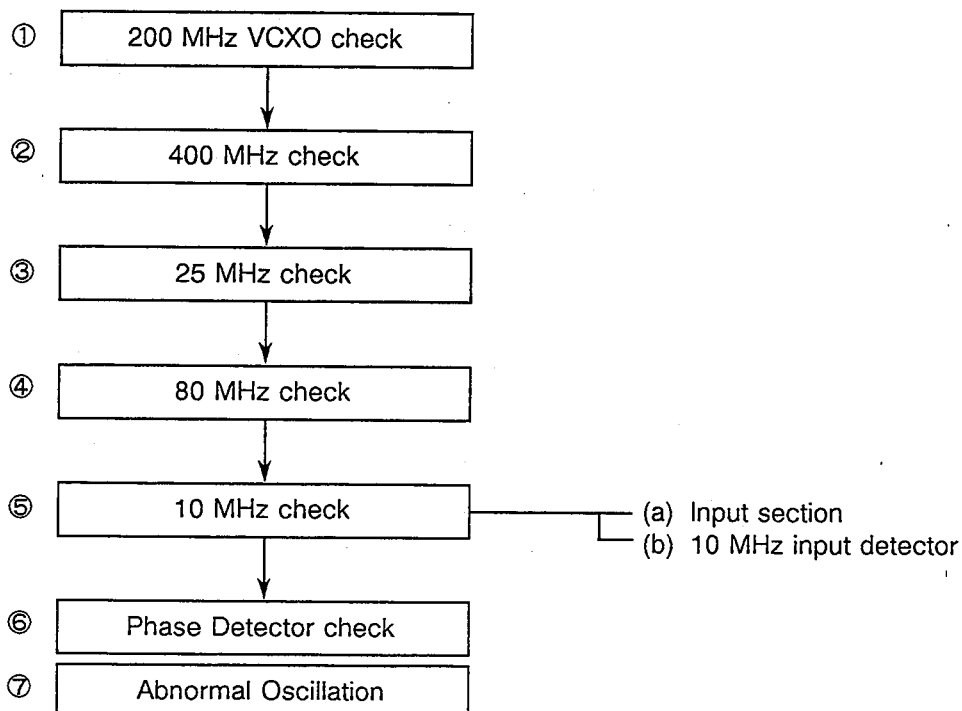 ① 200 MHz VCXO check
② 400 MHz check
③ 25 MHz check
④ 80 MHz check
⑤ 10 MHz check
(a) Input section
(b) 10 MHz input detector
⑥ Phase Detector check
⑦ Abnormal Oscillation